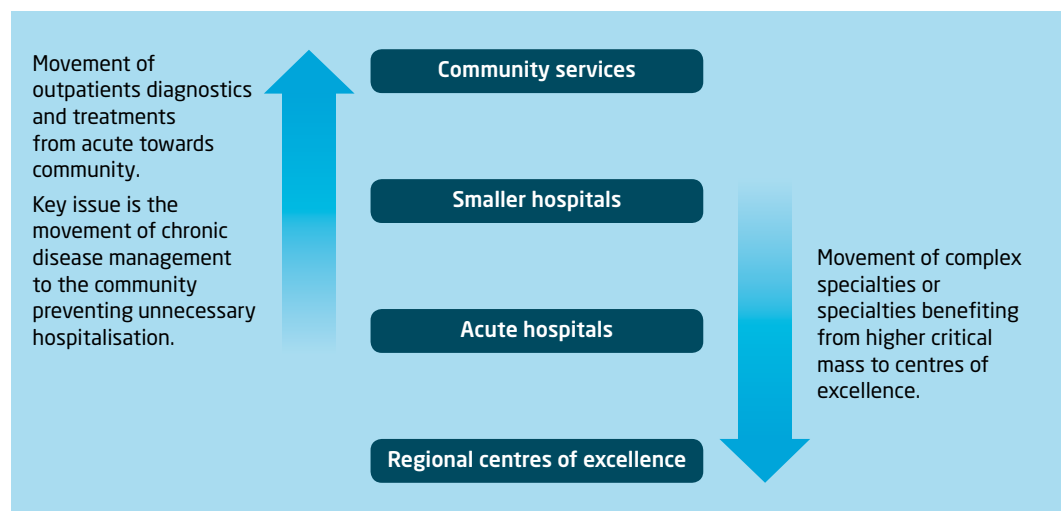 Movement of
outpatients diagnostics
and treatments
from acute towards
community.
Key issue is the
movement of chronic
disease management
to the community
preventing unnecessary
hospitalisation.
Community services
Smaller hospitals
Acute hospitals
Regional centres of excellence
Movement of complex
specialties or
specialties benefiting
from higher critical
mass to centres of
excellence.